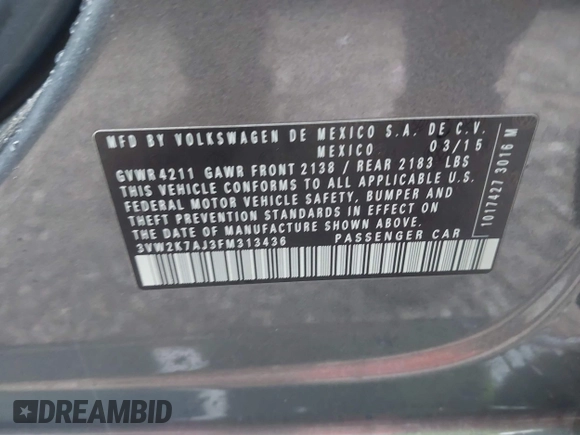 MFD BY VOLKSWAGEN DE MEXICO S.A. DE C.V.
MEXICO 03/15
GVWR 4211 GAWR FRONT 2138 / REAR 2183 LBS
THIS VEHICLE CONFORMS TO ALL APPLICABLE U.S.
FEDERAL MOTOR VEHICLE SAFETY, BUMPER AND
THEFT PREVENTION STANDARDS IN EFFECT ON
THE DATE OF MANUFACTURE SHOWN ABOVE.
3VW2K7AJ3FM313436 PASSENGER CAR
1017427 3016 M
DREAMBID